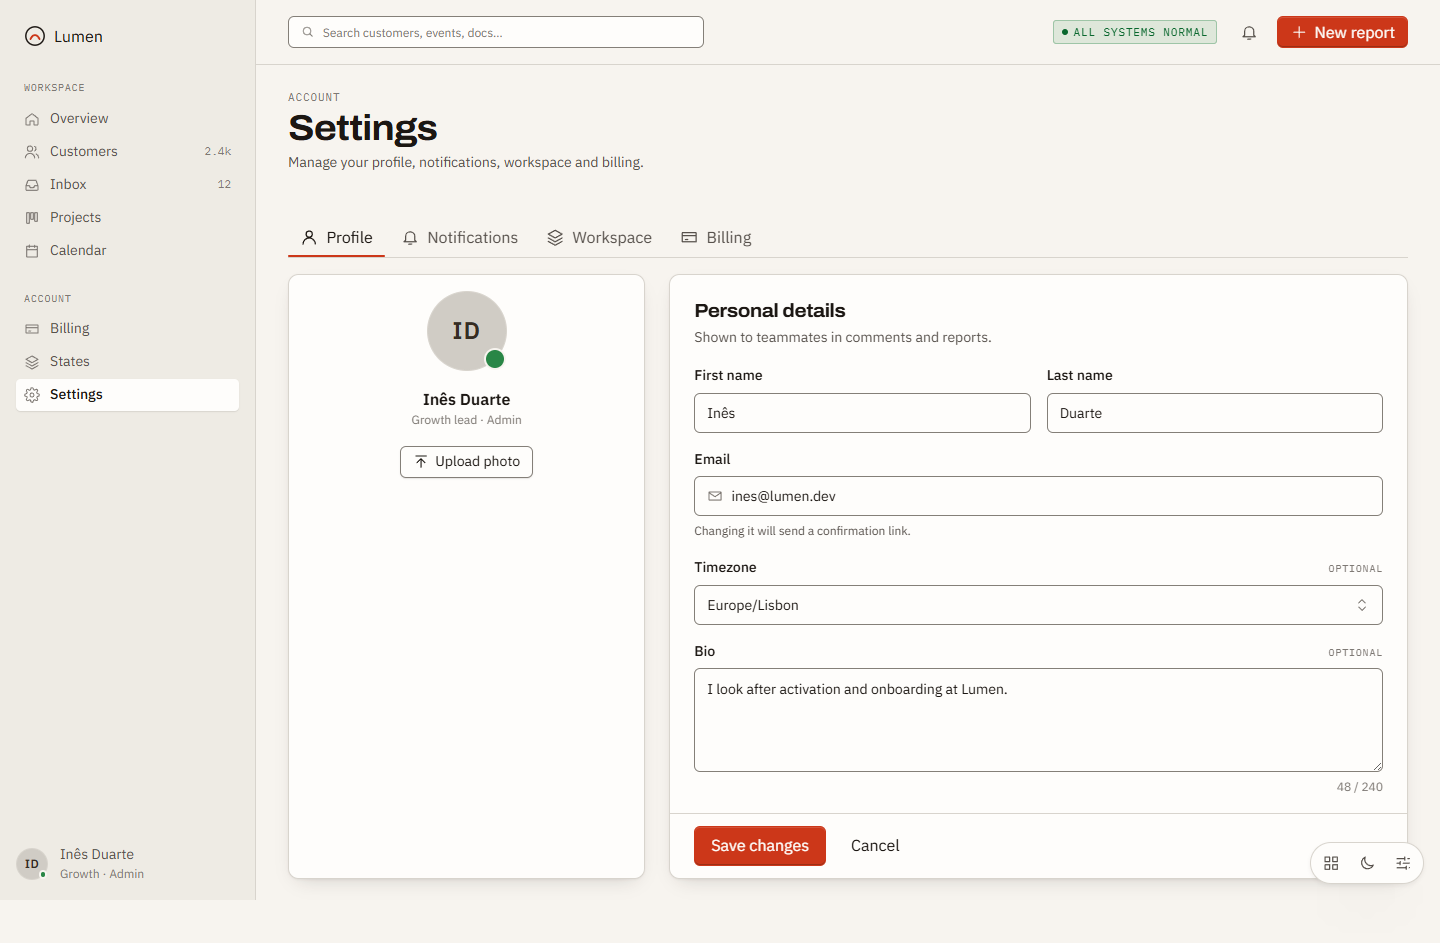 Lumen
WORKSPACE
Overview
Customers 2.4k
Inbox 12
Projects
Calendar
ACCOUNT
Billing
States
Settings
ID
Inês Duarte
Growth · Admin
Search customers, events, docs...
ALL SYSTEMS NORMAL
New report
ACCOUNT
Settings
Manage your profile, notifications, workspace and billing.
Profile Notifications Workspace Billing
ID
Inês Duarte
Growth lead · Admin
Upload photo
Personal details
Shown to teammates in comments and reports.
First name Last name
Inês Duarte
Email
ines@lumen.dev
Changing it will send a confirmation link.
Timezone OPTIONAL
Europe/Lisbon
Bio OPTIONAL
I look after activation and onboarding at Lumen.
48 / 240
Save changes Cancel